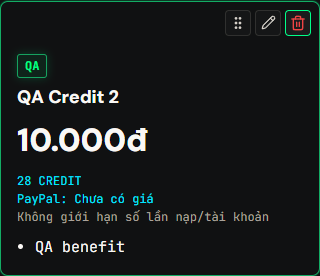 QA
QA Credit 2
10.000đ
28 CREDIT
PayPal: Chưa có giá
Không giới hạn số lần nạp/tài khoản
• QA benefit